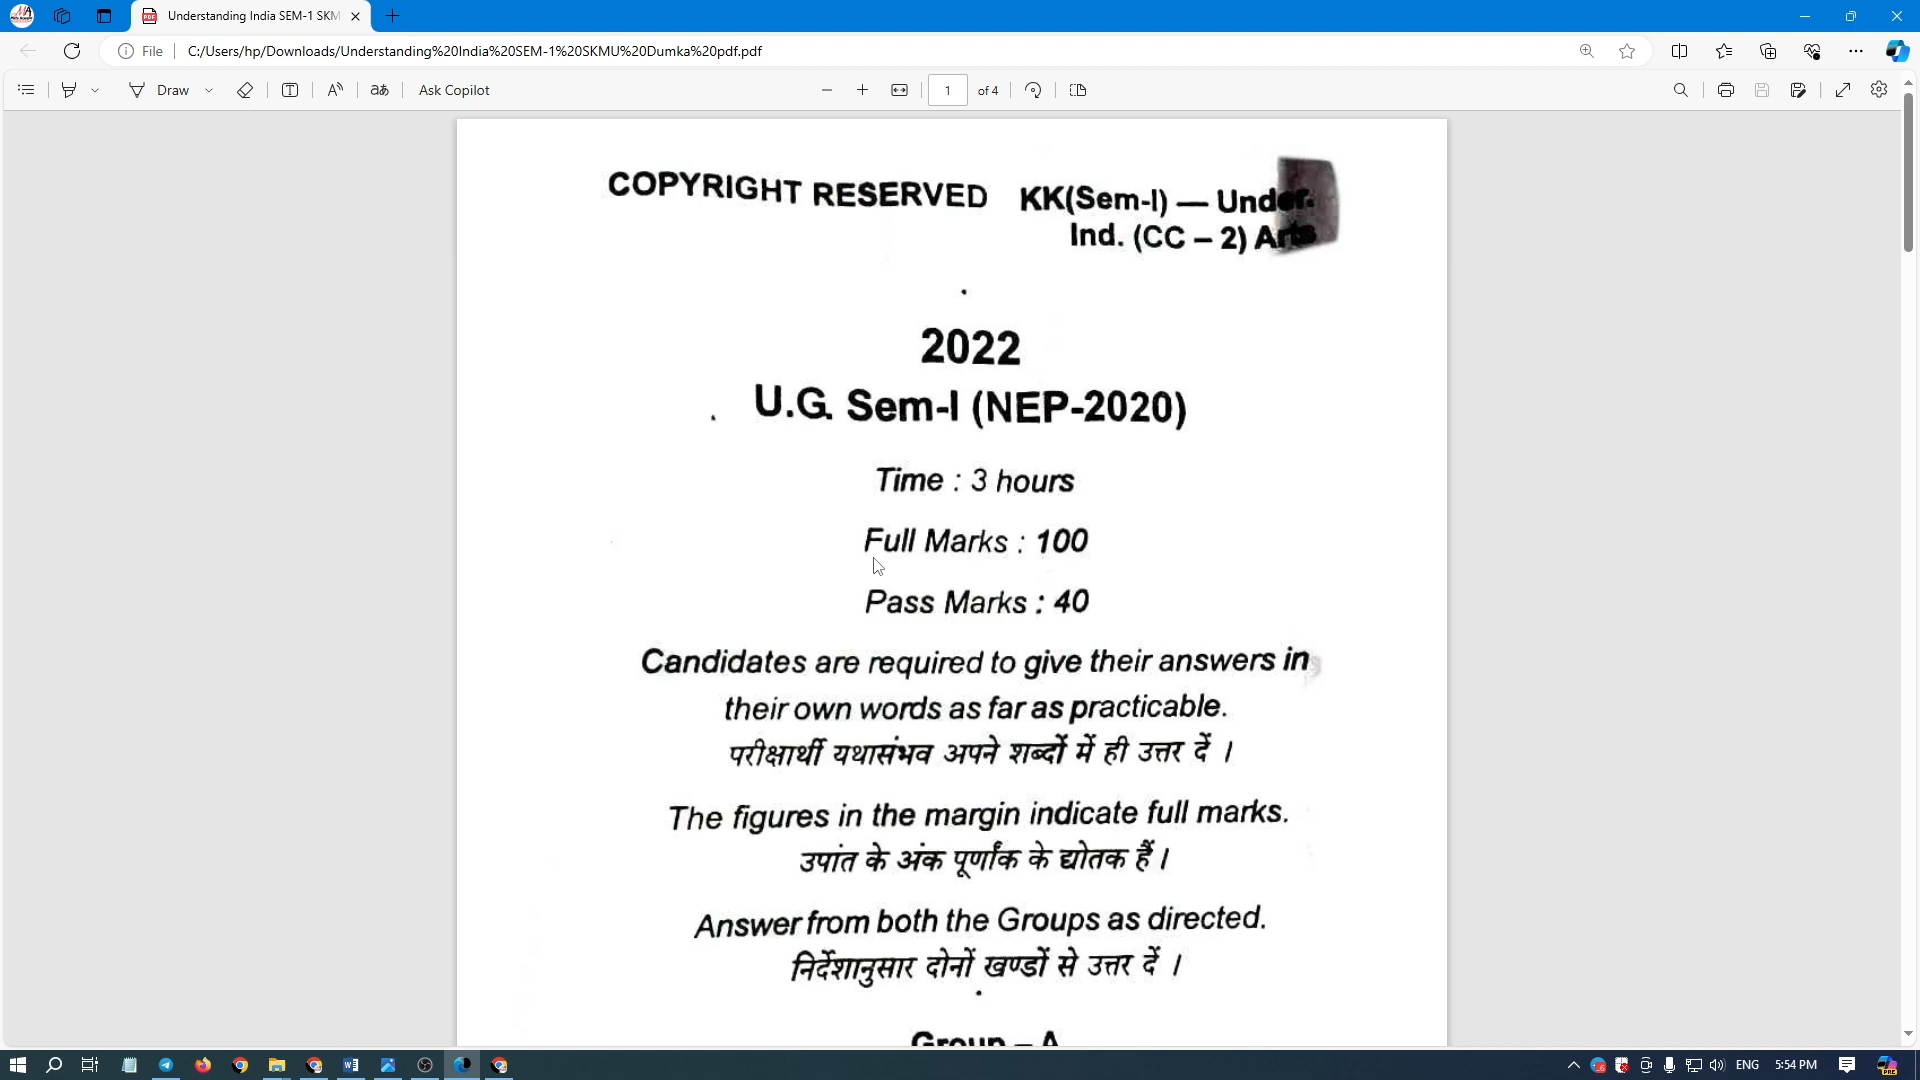 Understanding India SEM-1 SKM
File
C:/Users/hp/Downloads/Understanding%20India%20SEM-1%20SKMU%20Dumka%20pdf.pdf
Draw
aあ
Ask Copilot
1 of 4
COPYRIGHT RESERVED KK(Sem-I) — Under.
Ind. (CC – 2) Arts
2022
U.G. Sem-I (NEP-2020)
Time : 3 hours
Full Marks : 100
Pass Marks : 40
Candidates are required to give their answers in
their own words as far as practicable.
परीक्षार्थी यथासंभव अपने शब्दों में ही उत्तर दें ।
The figures in the margin indicate full marks.
उपांत के अंक पूर्णांक के द्योतक हैं ।
Answer from both the Groups as directed.
निर्देशानुसार दोनों खण्डों से उत्तर दें ।
Group – A
ENG 5:54 PM